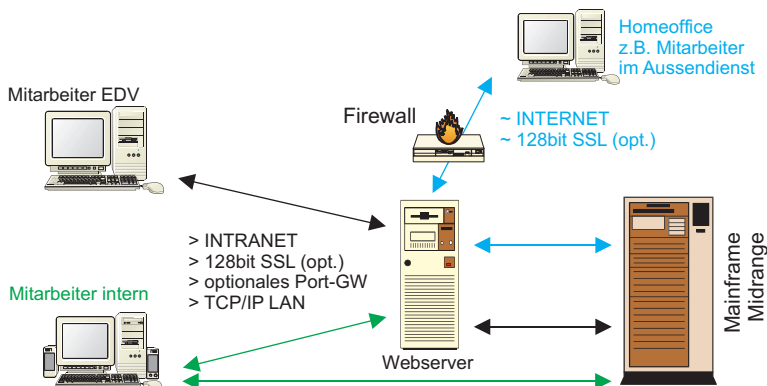 Homeoffice
z.B. Mitarbeiter
im Aussendienst
Mitarbeiter EDV
Firewall
~ INTERNET
~ 128bit SSL (opt.)
> INTRANET
> 128bit SSL (opt.)
> optionales Port-GW
> TCP/IP LAN
Mitarbeiter intern
Webserver
Mainframe
Midrange